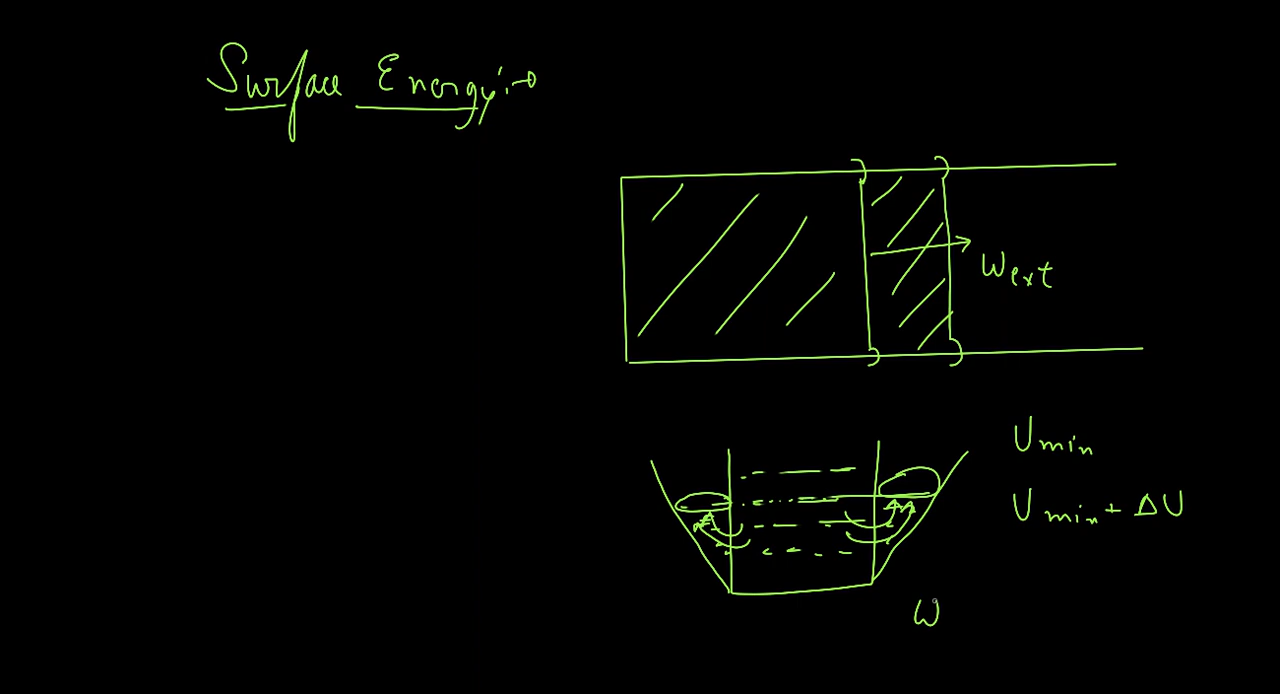 Surface Energy:→
Wext
Umin
Umin + ΔU
W